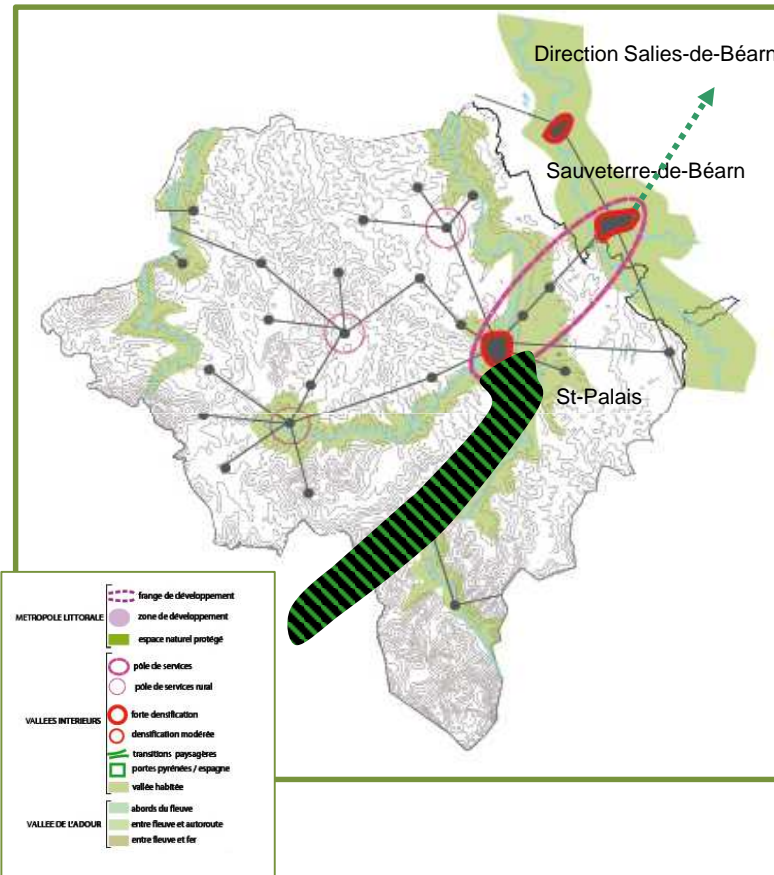 Direction Salies-de-Béarn
Sauveterre-de-Béarn
St-Palais
METROPOLE LITTORALE
frange de développement
zone de développement
espace naturel protégé
VALLEES INTERIEURS
pôle de services
pôle de services rural
forte densification
densification modérée
transitions paysagères
portes pyrénées / espagne
vallée habitée
VALLEE DE L'ADOUR
abords du fleuve
entre fleuve et autoroute
entre fleuve et fer